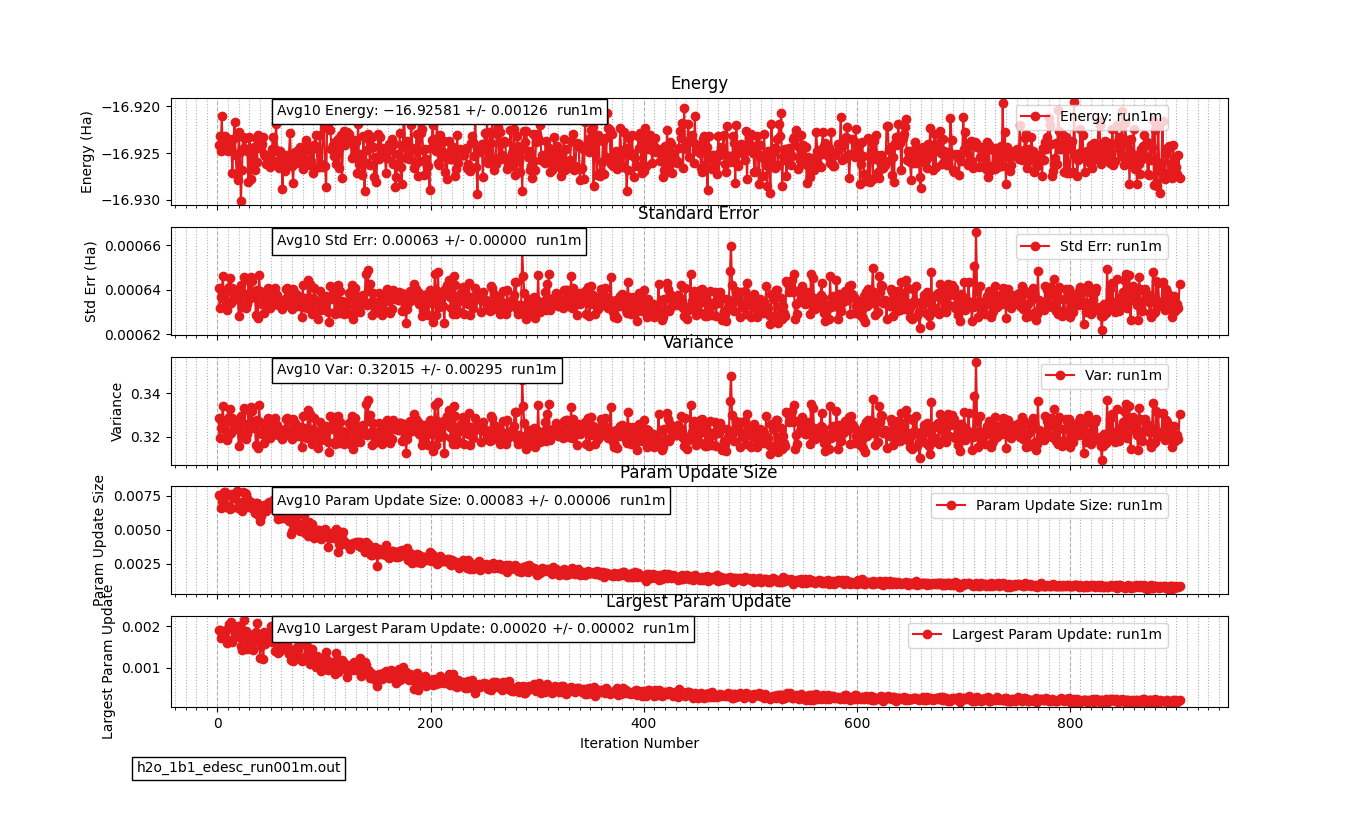 Energy
Energy (Ha)
−16.920
−16.925
−16.930
Avg10 Energy: −16.92581 +/- 0.00126 run1m
Energy: run1m
Standard Error
Std Err (Ha)
0.00066
0.00064
0.00062
Avg10 Std Err: 0.00063 +/- 0.00000 run1m
Std Err: run1m
Variance
Variance
0.34
0.32
Avg10 Var: 0.32015 +/- 0.00295 run1m
Var: run1m
Param Update Size
Param Update Size
0.0075
0.0050
0.0025
Avg10 Param Update Size: 0.00083 +/- 0.00006 run1m
Param Update Size: run1m
Largest Param Update
Largest Param Update
0.002
0.001
Avg10 Largest Param Update: 0.00020 +/- 0.00002 run1m
Largest Param Update: run1m
0 200 400 600 800
Iteration Number
h2o_1b1_edesc_run001m.out